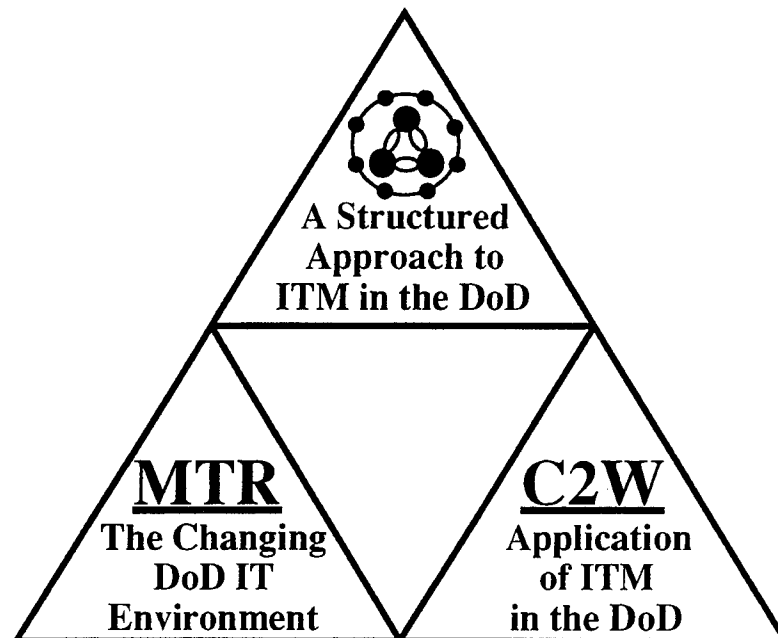 A Structured
Approach to
ITM in the DoD
MTR
The Changing
DoD IT
Environment
C2W
Application
of ITM
in the DoD